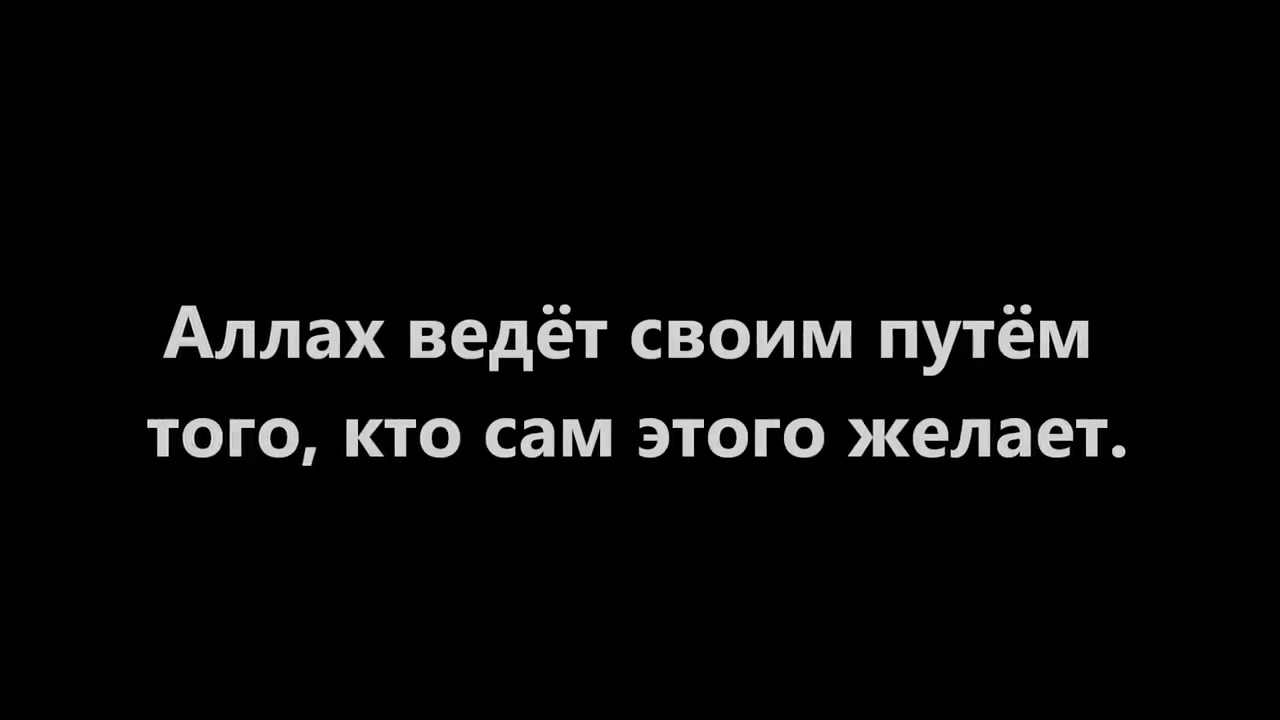 Аллах ведёт своим путём
того, кто сам этого желает.